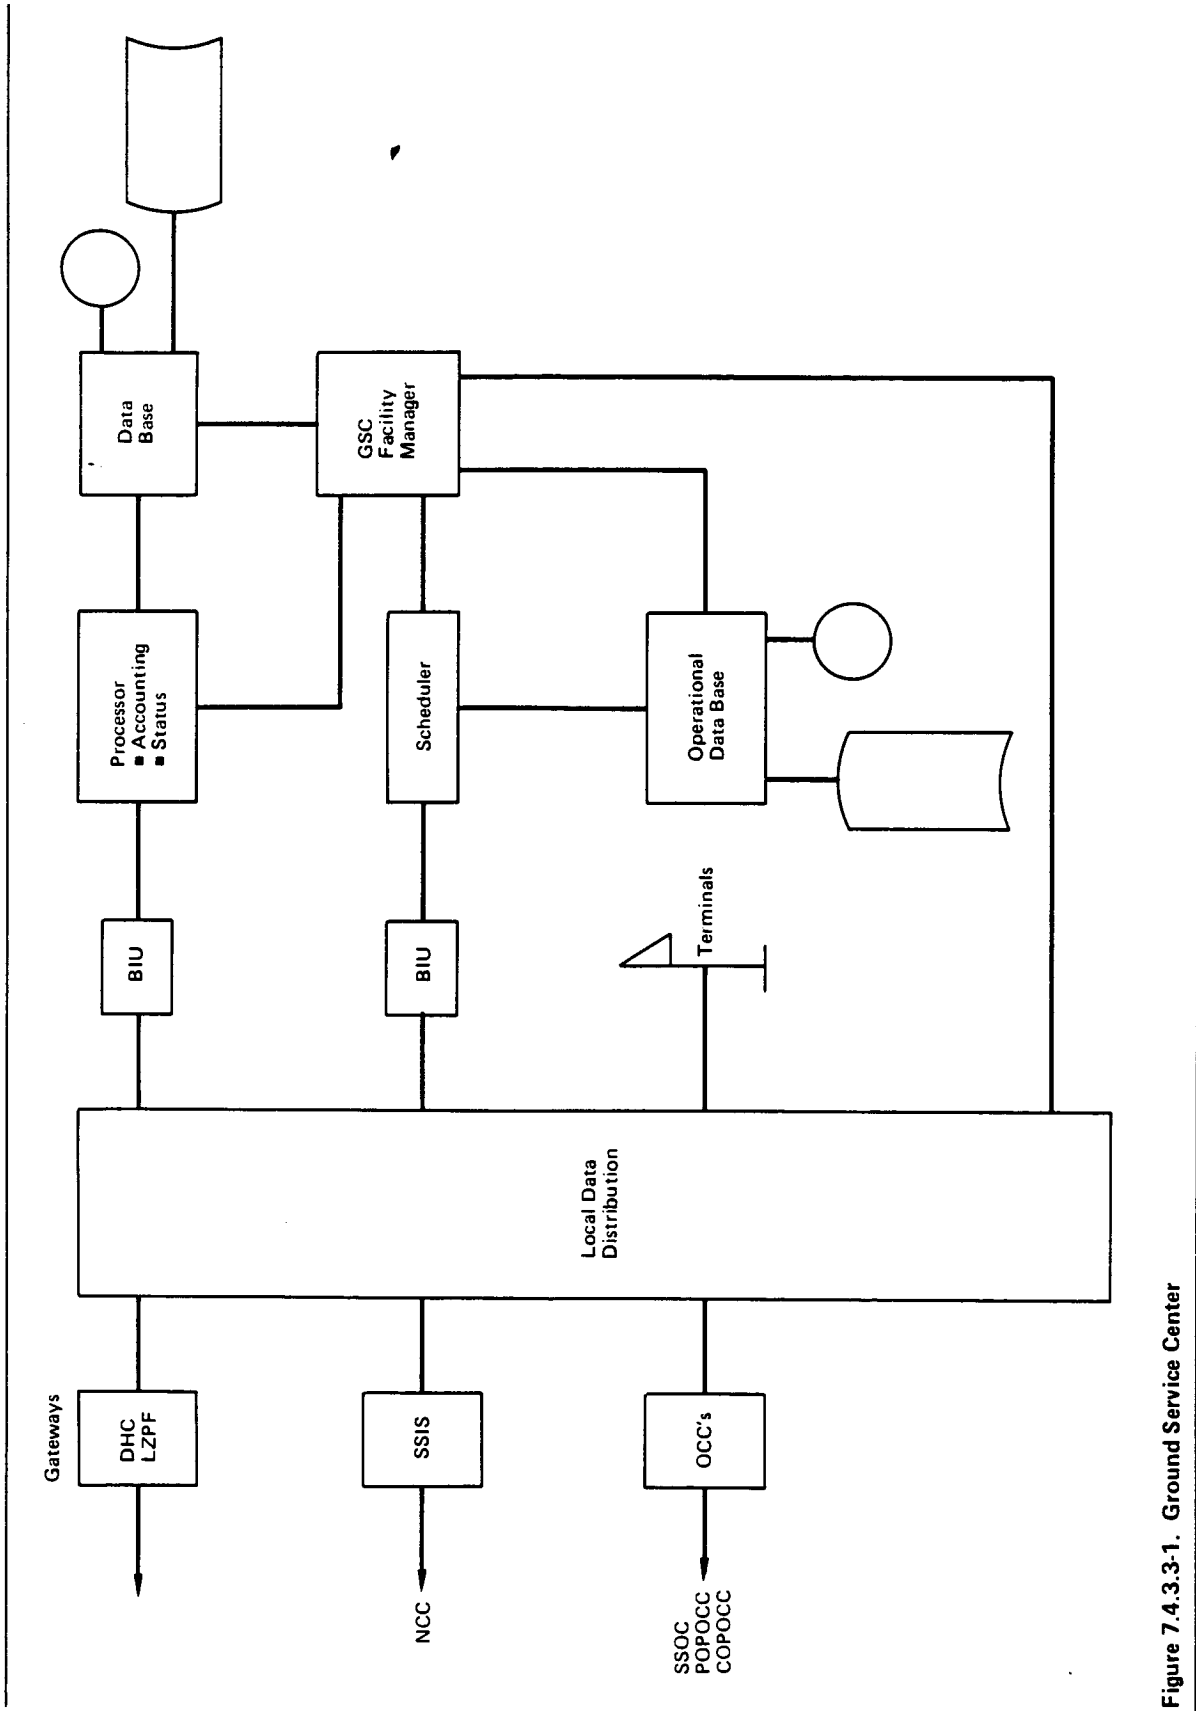 Gateways
DHC
LZPF
SSIS
NCC
OCC's
SSOC
POPOCC
COPOCC
Local Data
Distribution
BIU
BIU
Terminals
Processor
■ Accounting
■ Status
Scheduler
Operational
Data Base
Data
Base
GSC
Facility
Manager
Figure 7.4.3.3-1. Ground Service Center